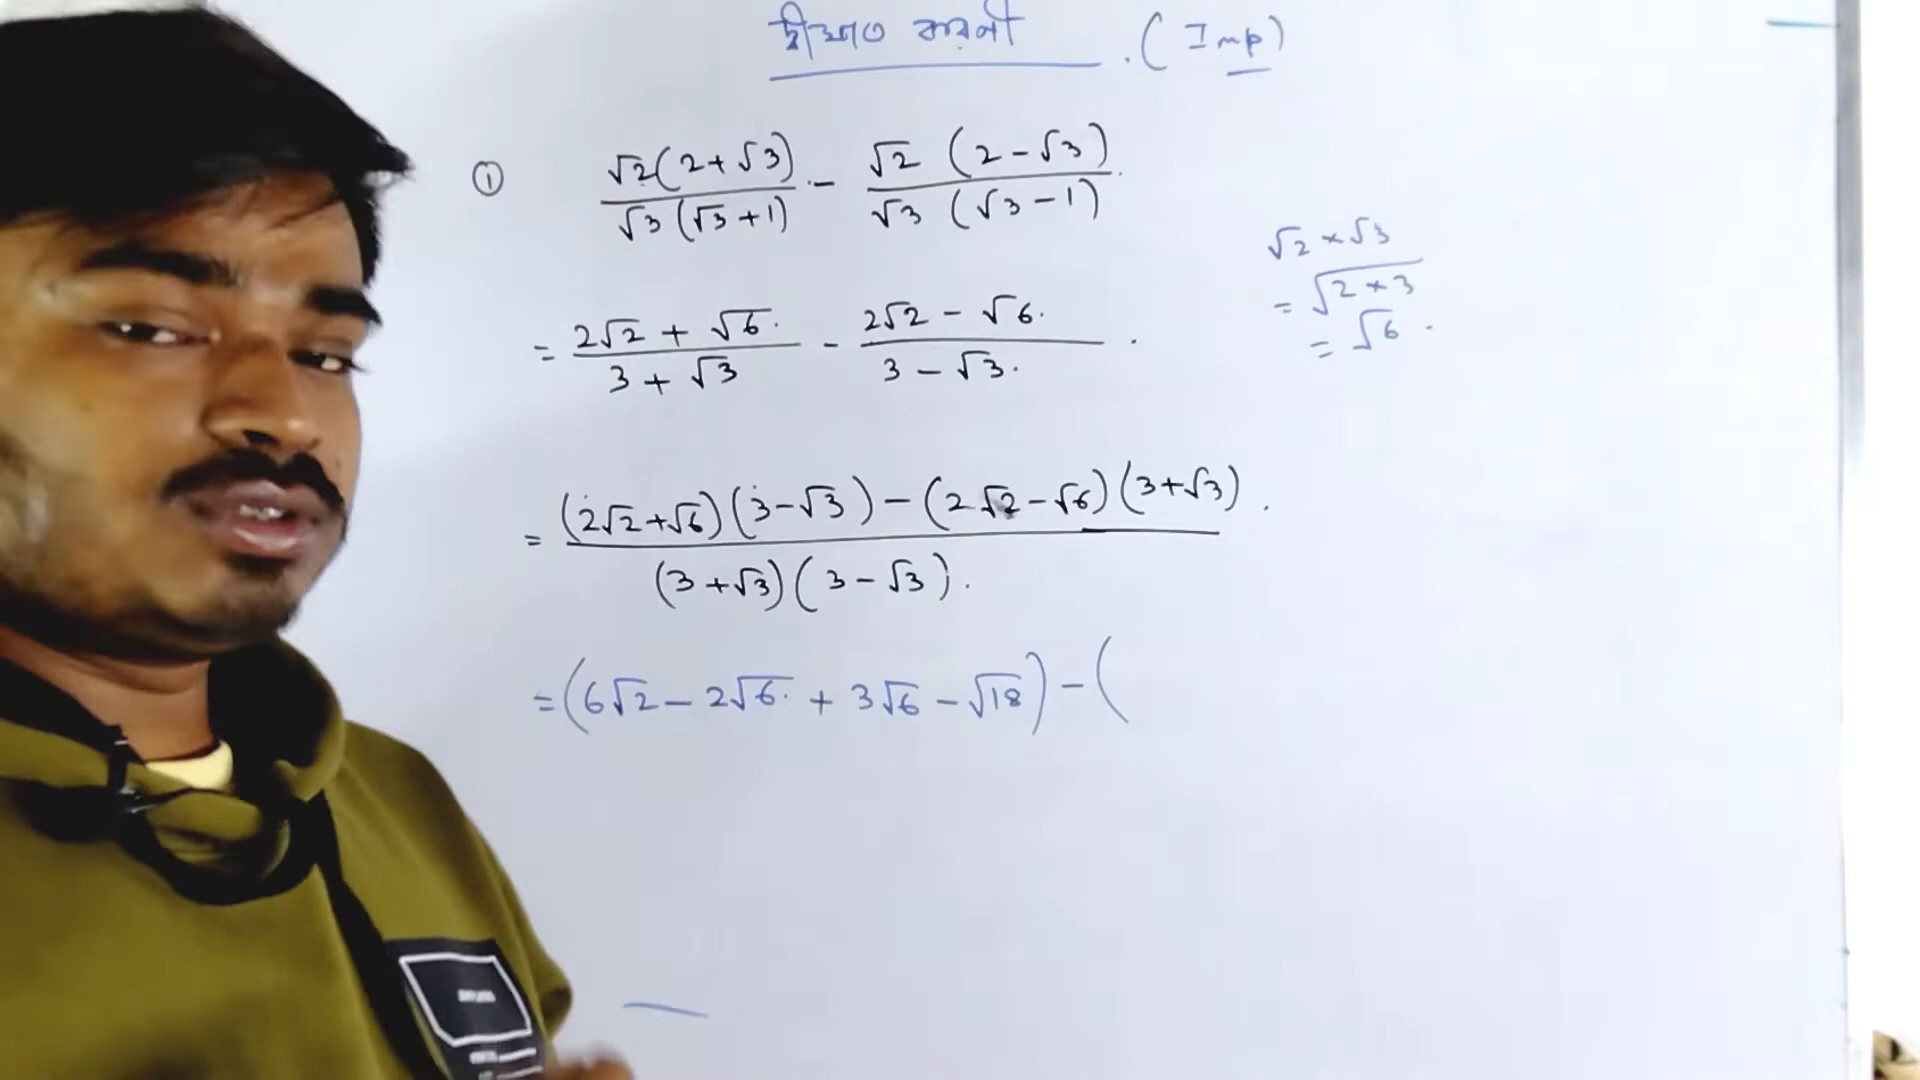 দ্বীঘাত করণী . (Imp)
① √2(2+√3)/√3(√3+1) - √2 (2-√3)/√3 (√3-1)
= 2√2 + √6/3 + √3 - 2√2 - √6/3 - √3.
√2 × √3
= √2×3
= √6 .
= (2√2+√6)(3-√3) - (2√2-√6)(3+√3)/(3+√3)(3-√3).
= (6√2 - 2√6 + 3√6 - √18) - (